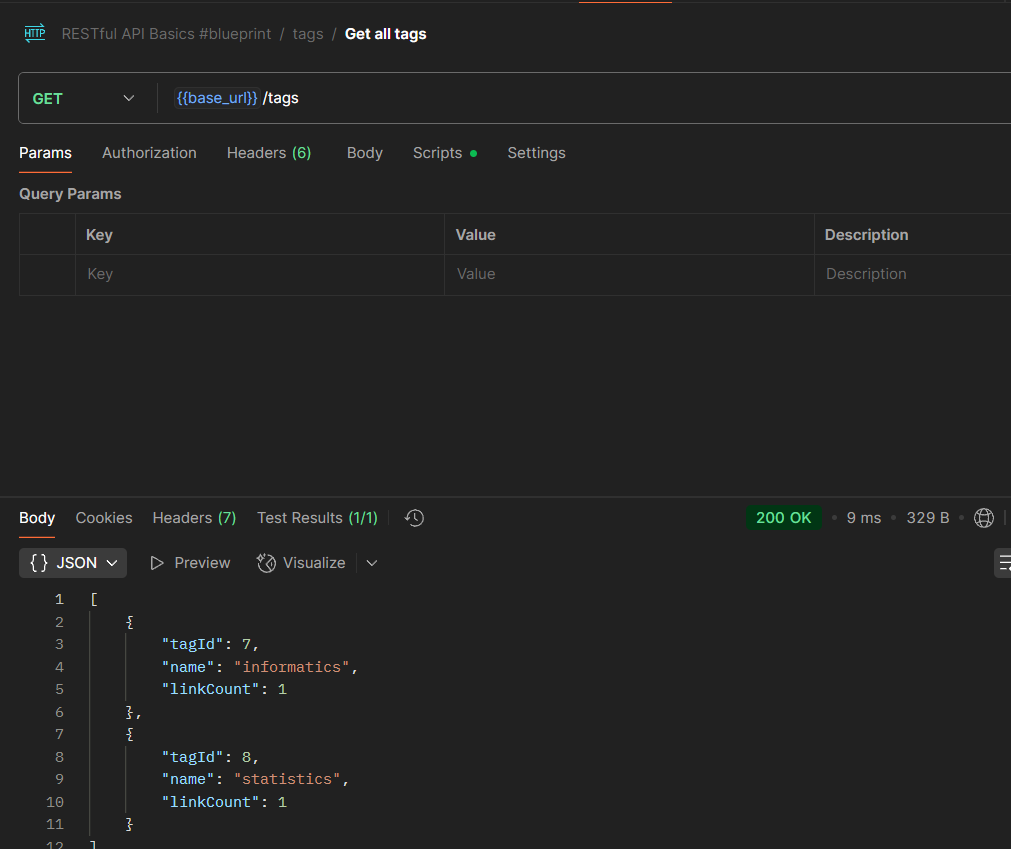 HTTP RESTful API Basics #blueprint / tags / Get all tags
GET {{base_url}} /tags
Params Authorization Headers (6) Body Scripts Settings
Query Params
Key Value Description
Key Value Description
Body Cookies Headers (7) Test Results (1/1) 200 OK • 9 ms • 329 B •
{} JSON Preview Visualize
1 [
2 {
3 "tagId": 7,
4 "name": "informatics",
5 "linkCount": 1
6 },
7 {
8 "tagId": 8,
9 "name": "statistics",
10 "linkCount": 1
11 }
12 ]